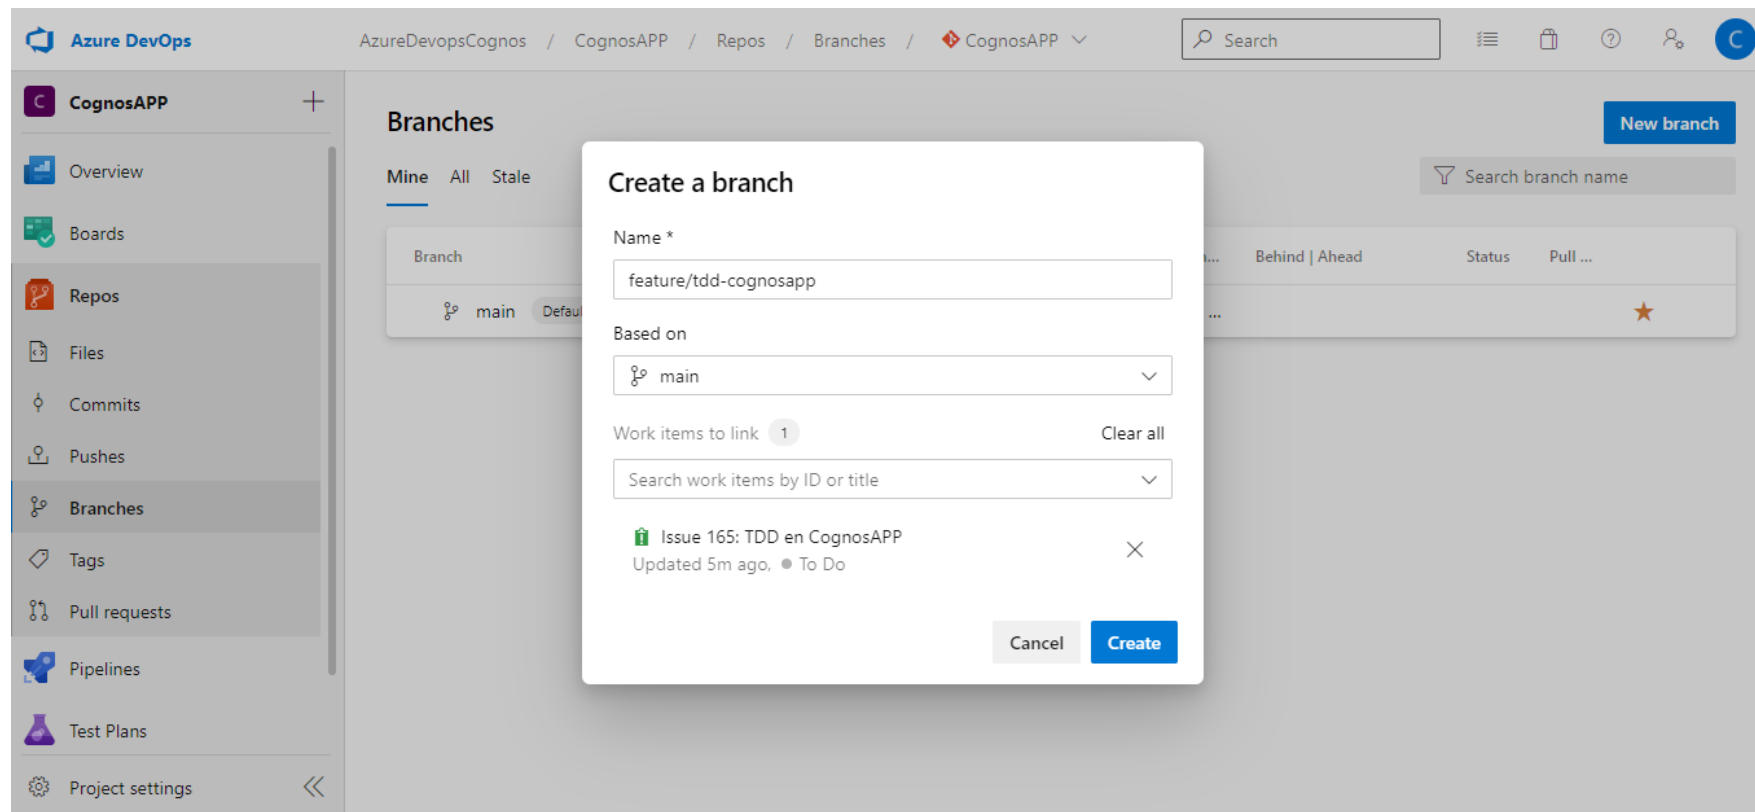 Azure DevOps
AzureDevopsCognos / CognosAPP / Repos / Branches / CognosAPP
Search
C
C CognosAPP
Overview
Boards
Repos
Files
Commits
Pushes
Branches
Tags
Pull requests
Pipelines
Test Plans
Project settings
Branches
New branch
Mine All Stale
Search branch name
Branch
Behind | Ahead Status Pull ...
main
...
Create a branch
Name *
feature/tdd-cognosapp
Based on
main
Work items to link 1 Clear all
Search work items by ID or title
Issue 165: TDD en CognosAPP
Updated 5m ago, To Do
Cancel Create